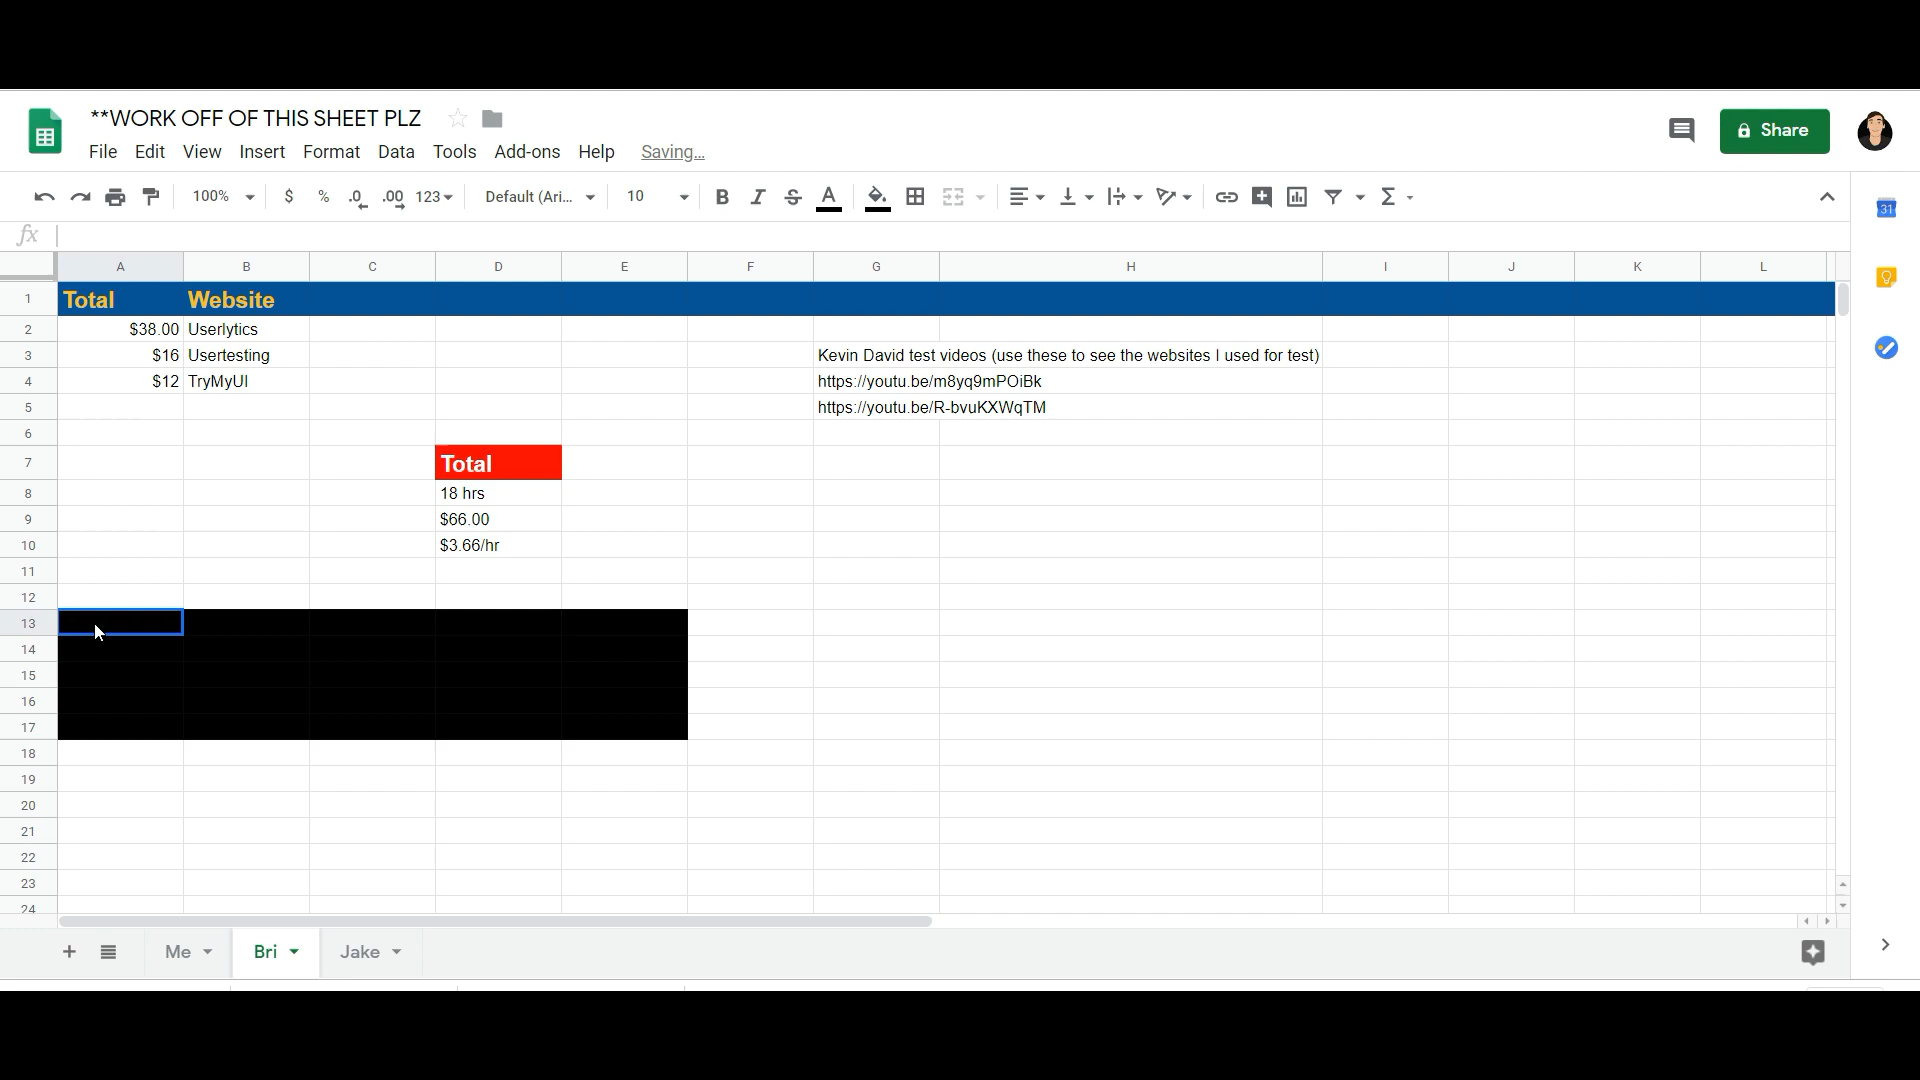 **WORK OFF OF THIS SHEET PLZ
File Edit View Insert Format Data Tools Add-ons Help Saving...
Share
100% $ % .0 .00 123 Default (Ari... 10 B I S A
31
fx
A B C D E F G H I J K L
1 Total Website
2 $38.00 Userlytics
3 $16 Usertesting Kevin David test videos (use these to see the websites I used for test)
4 $12 TryMyUI https://youtu.be/m8yq9mPOiBk
5 https://youtu.be/R-bvuKXWqTM
6
7 Total
8 18 hrs
9 $66.00
10 $3.66/hr
11
12
13
14
15
16
17
18
19
20
21
22
23
24
Me Bri Jake